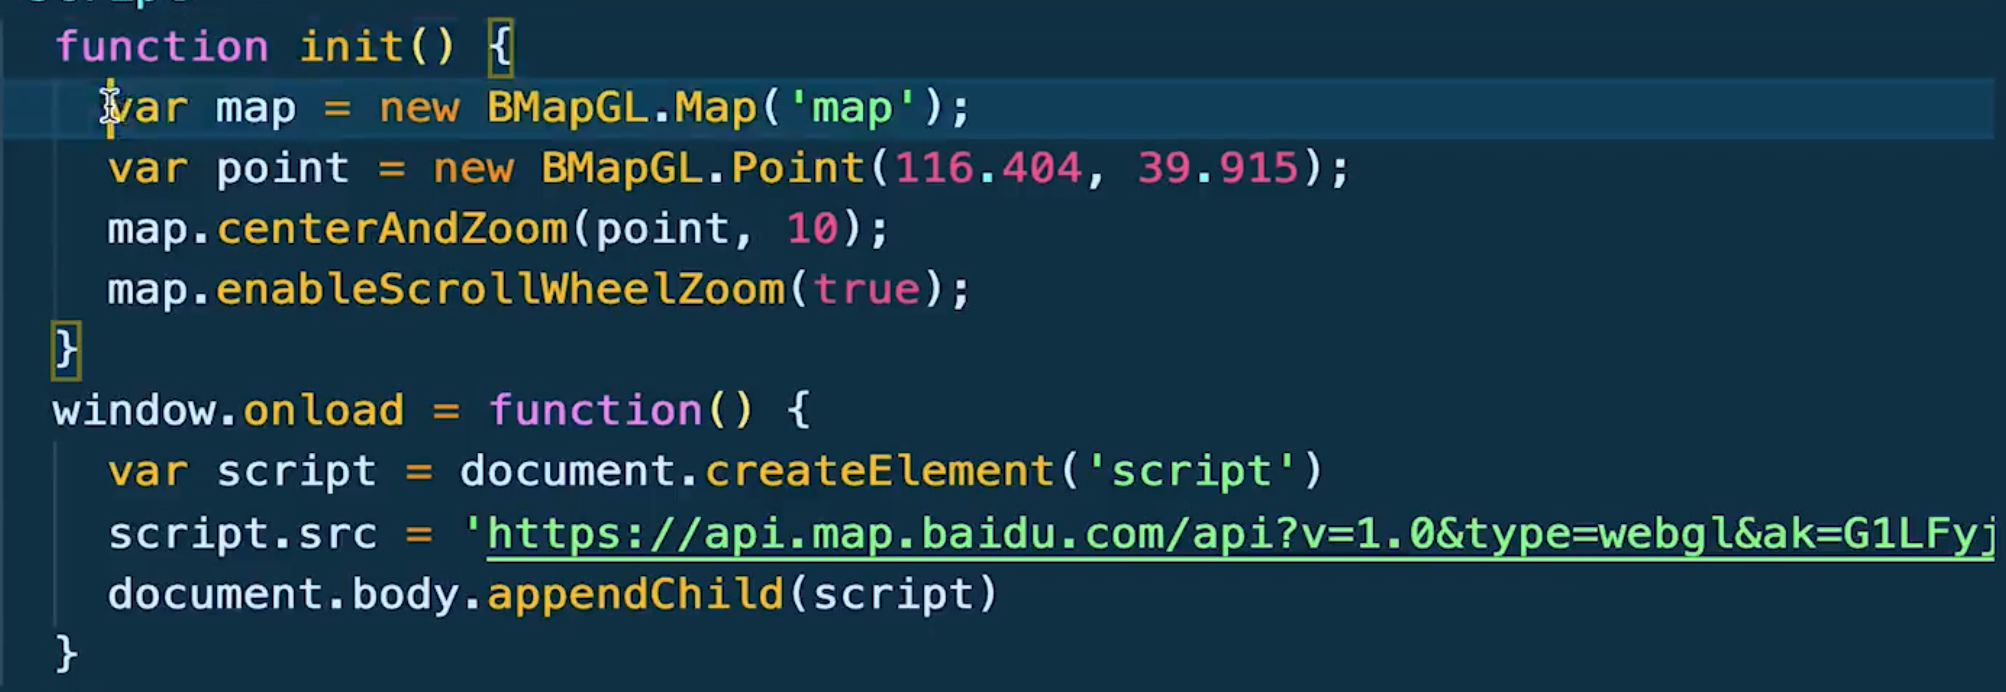 function init() {
var map = new BMapGL.Map('map');
var point = new BMapGL.Point(116.404, 39.915);
map.centerAndZoom(point, 10);
map.enableScrollWheelZoom(true);
}
window.onload = function() {
var script = document.createElement('script')
script.src = 'https://api.map.baidu.com/api?v=1.0&type=webgl&ak=G1LFyj
document.body.appendChild(script)
}